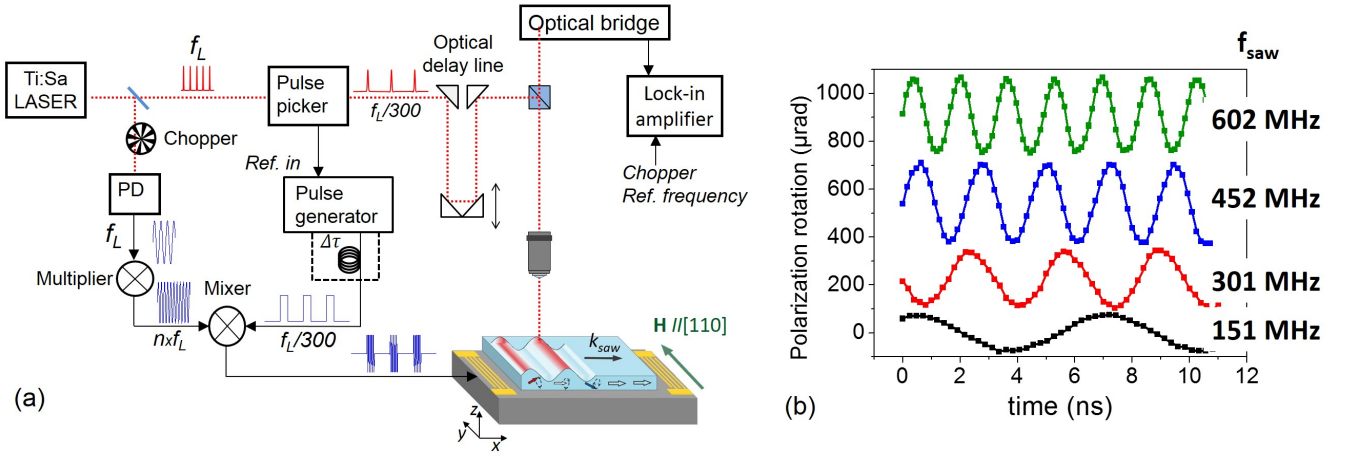 Ti:Sa
LASER
f_L
Chopper
PD
f_L
Multiplier
n×f_L
Mixer
Pulse
picker
f_L/300
Ref. in
Pulse
generator
Δτ
f_L/300
Optical
delay line
Optical bridge
Lock-in
amplifier
Chopper
Ref. frequency
H //[110]
k_saw
z
y
x
(a)
f_saw
602 MHz
452 MHz
301 MHz
151 MHz
Polarization rotation (μrad)
1000
800
600
400
200
0
0
2
4
6
8
10
12
time (ns)
(b)